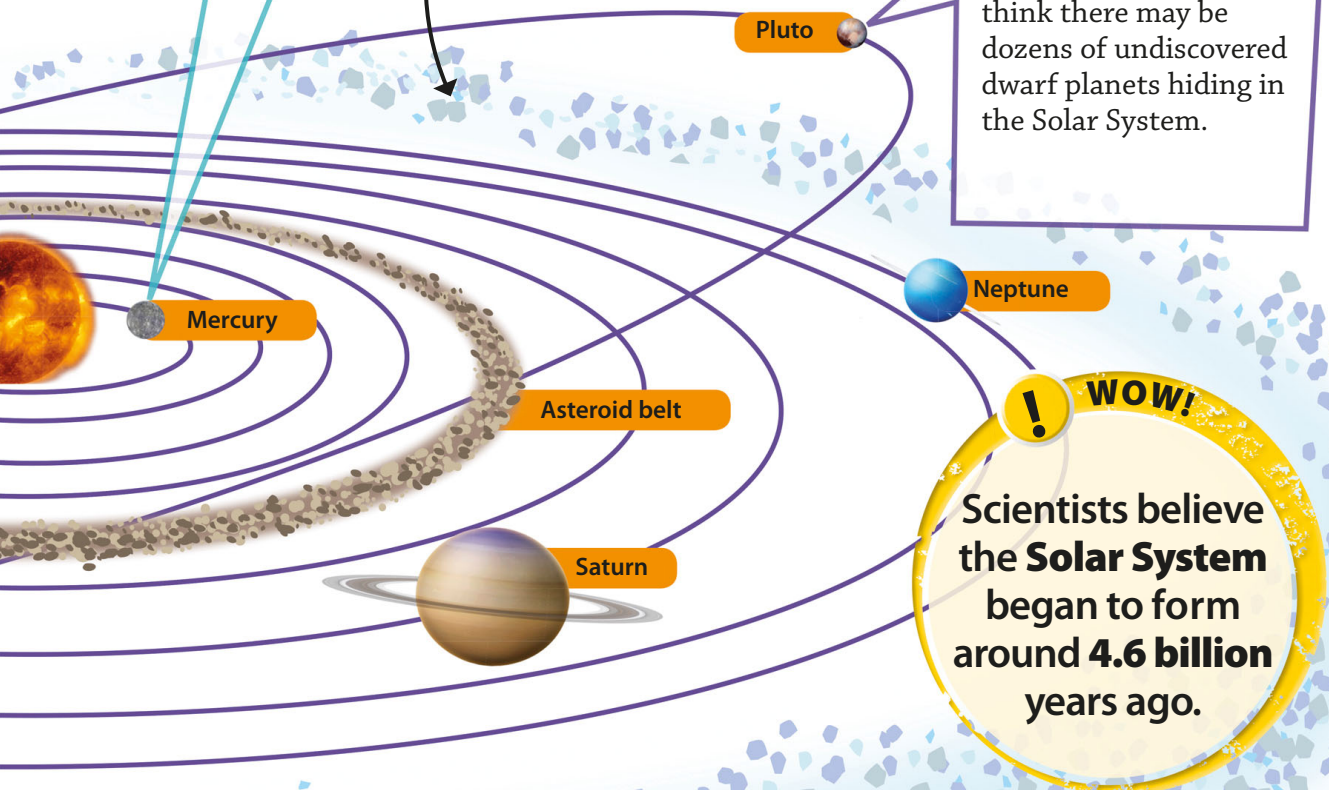 think there may be
dozens of undiscovered
dwarf planets hiding in
the Solar System.
Pluto
Neptune
Mercury
Asteroid belt
Saturn
!
WOW!
Scientists believe
the Solar System
began to form
around 4.6 billion
years ago.